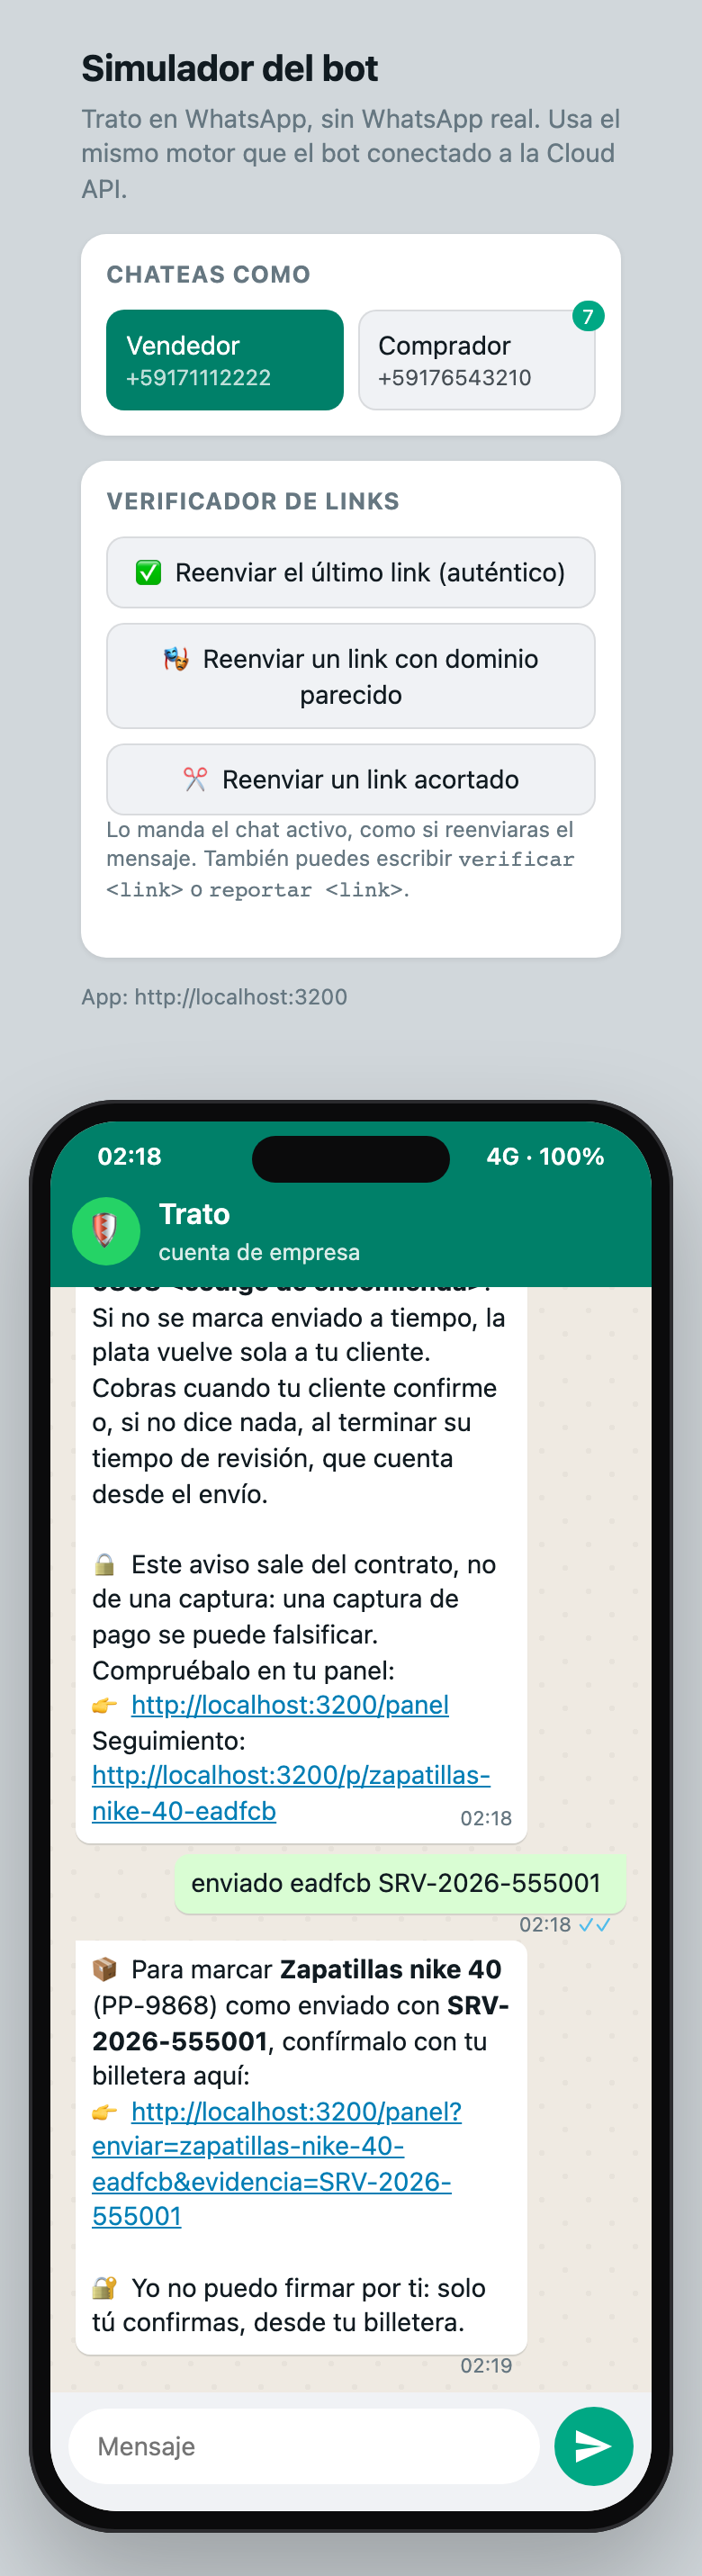 Simulador del bot
Trato en WhatsApp, sin WhatsApp real. Usa el
mismo motor que el bot conectado a la Cloud
API.
CHATEAS COMO
Vendedor
+59171112222
Comprador
+59176543210
7
VERIFICADOR DE LINKS
✅ Reenviar el último link (auténtico)
🎭 Reenviar un link con dominio
parecido
✂️ Reenviar un link acortado
Lo manda el chat activo, como si reenviaras el
mensaje. También puedes escribir verificar
<link> o reportar <link>.
App: http://localhost:3200
02:18
4G · 100%
Trato
cuenta de empresa
Si no se marca enviado a tiempo, la
plata vuelve sola a tu cliente.
Cobras cuando tu cliente confirme
o, si no dice nada, al terminar su
tiempo de revisión, que cuenta
desde el envío.
🔒 Este aviso sale del contrato, no
de una captura: una captura de
pago se puede falsificar.
Compruébalo en tu panel:
👉 http://localhost:3200/panel
Seguimiento:
http://localhost:3200/p/zapatillas-
nike-40-eadfcb
02:18
enviado eadfcb SRV-2026-555001
02:18
📦 Para marcar Zapatillas nike 40
(PP-9868) como enviado con SRV-
2026-555001, confírmalo con tu
billetera aquí:
👉 http://localhost:3200/panel?
enviar=zapatillas-nike-40-
eadfcb&evidencia=SRV-2026-
555001
🔐 Yo no puedo firmar por ti: solo
tú confirmas, desde tu billetera.
02:19
Mensaje